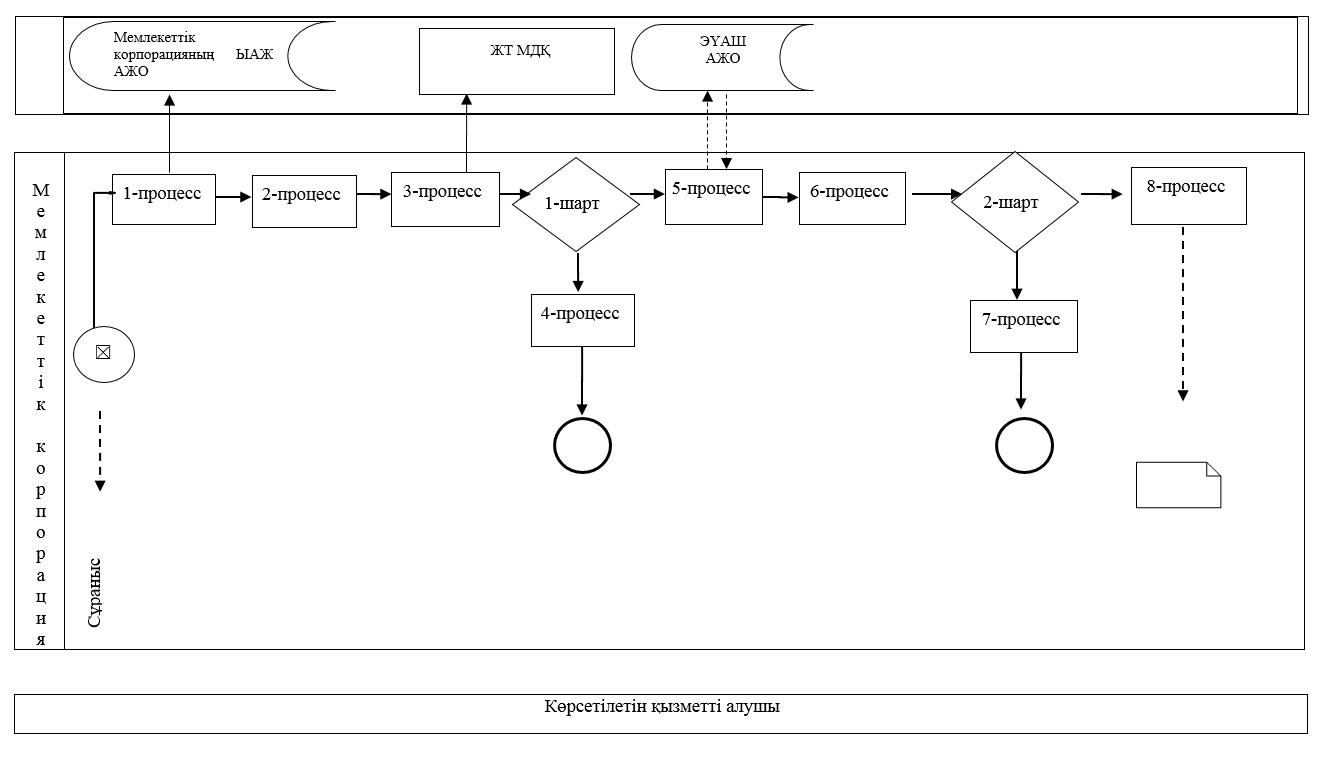 Мемлекеттік
корпорацияның ЫАЖ
АЖО
ЖТ МДҚ
ЭҮАШ
АЖО
Мемлекеттік корпорация
1-процесс
2-процесс
3-процесс
1-шарт
5-процесс
6-процесс
2-шарт
8-процесс
4-процесс
7-процесс
Сұраныс
Көрсетілетін қызметті алушы